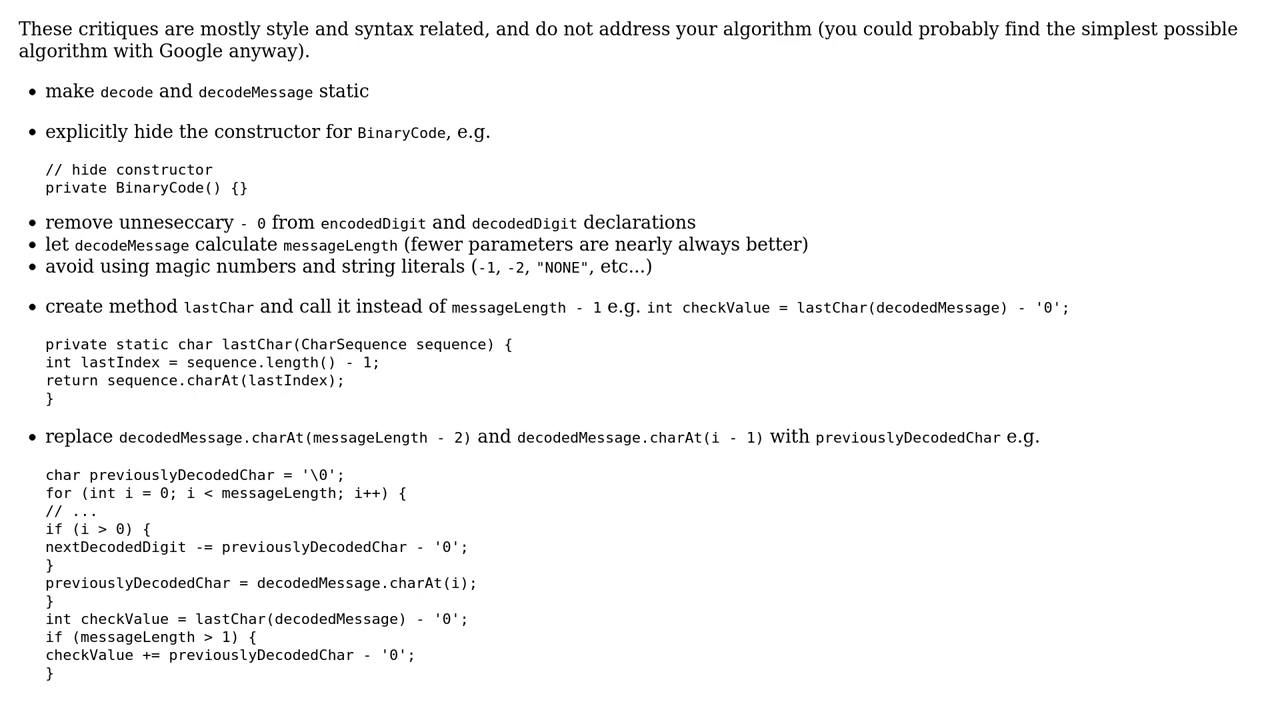 These critiques are mostly style and syntax related, and do not address your algorithm (you could probably find the simplest possible
algorithm with Google anyway).
• make decode and decodeMessage static
• explicitly hide the constructor for BinaryCode, e.g.
// hide constructor
private BinaryCode() {}
• remove unneseccary - 0 from encodedDigit and decodedDigit declarations
• let decodeMessage calculate messageLength (fewer parameters are nearly always better)
• avoid using magic numbers and string literals (-1, -2, "NONE", etc...)
• create method lastChar and call it instead of messageLength - 1 e.g. int checkValue = lastChar(decodedMessage) - '0';
private static char lastChar(CharSequence sequence) {
int lastIndex = sequence.length() - 1;
return sequence.charAt(lastIndex);
}
• replace decodedMessage.charAt(messageLength - 2) and decodedMessage.charAt(i - 1) with previouslyDecodedChar e.g.
char previouslyDecodedChar = '\0';
for (int i = 0; i < messageLength; i++) {
// ...
if (i > 0) {
nextDecodedDigit -= previouslyDecodedChar - '0';
}
previouslyDecodedChar = decodedMessage.charAt(i);
}
int checkValue = lastChar(decodedMessage) - '0';
if (messageLength > 1) {
checkValue += previouslyDecodedChar - '0';
}